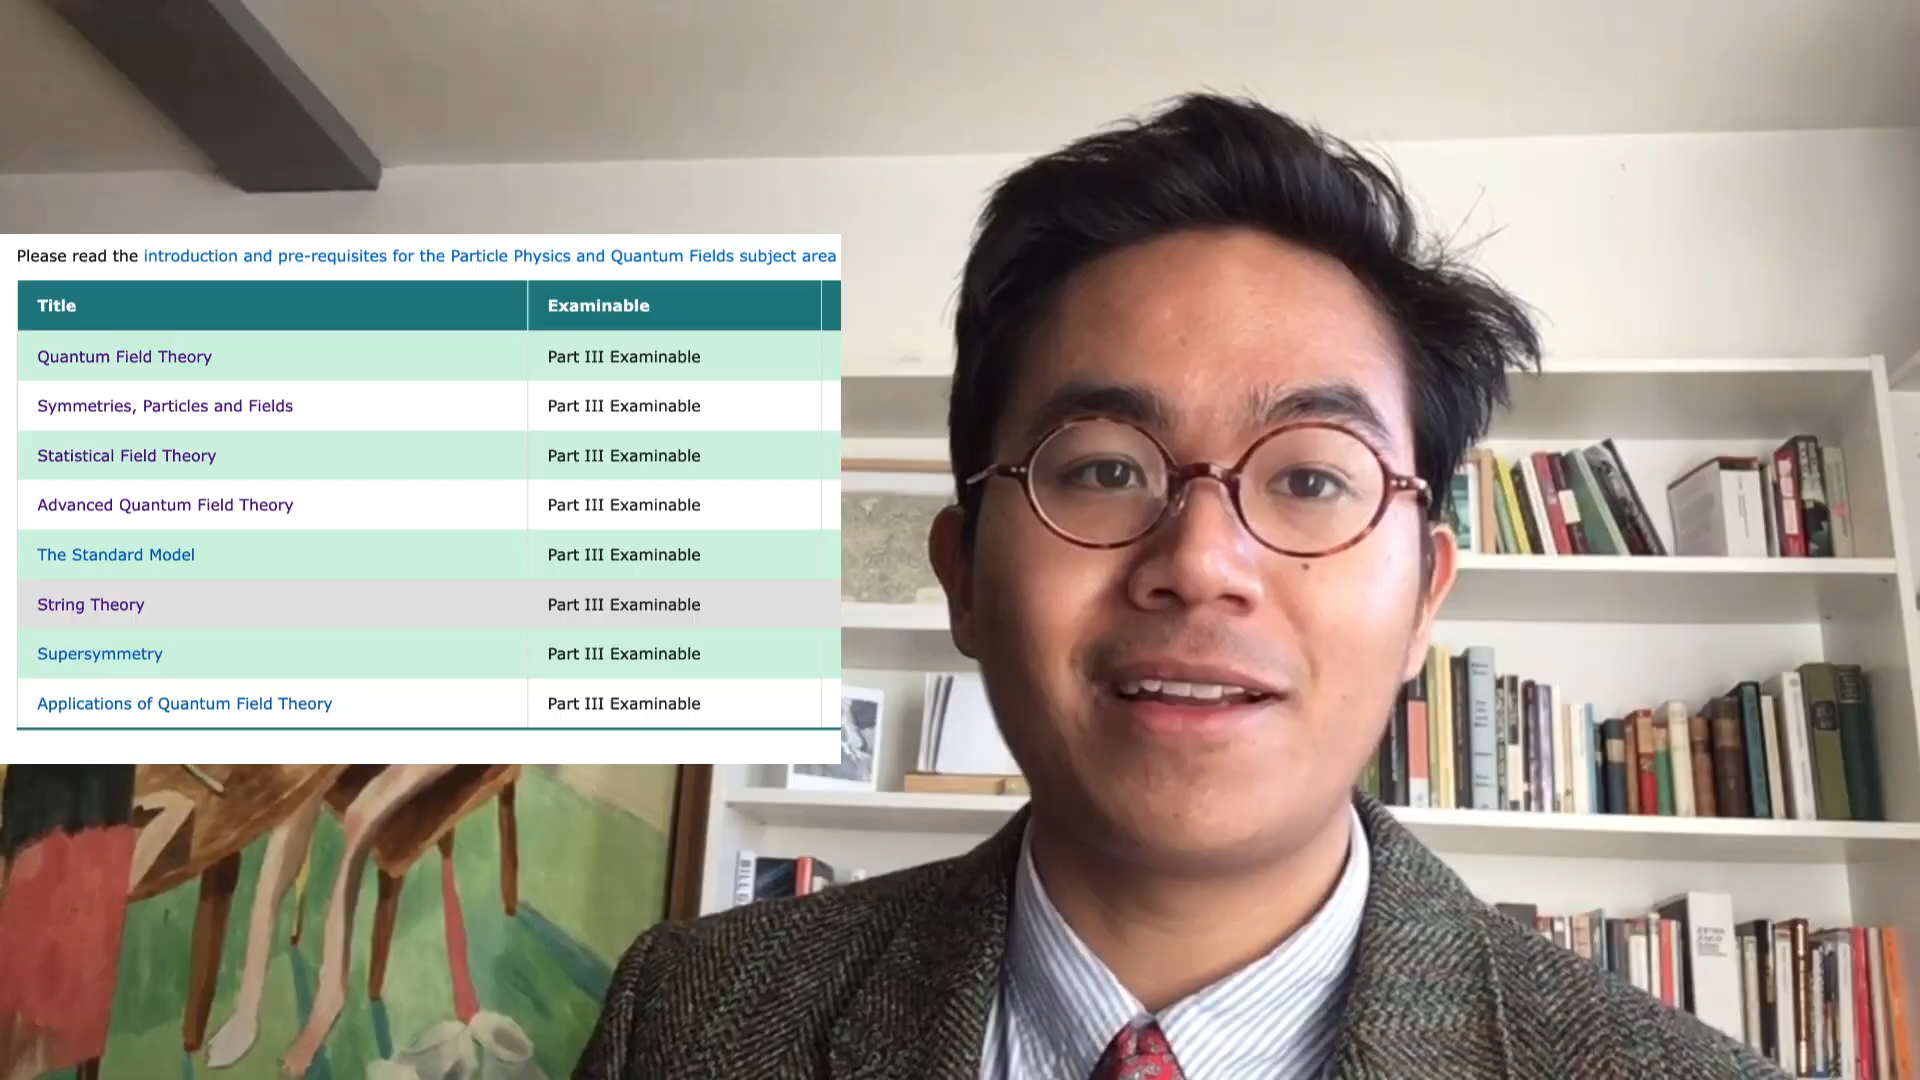 Please read the introduction and pre-requisites for the Particle Physics and Quantum Fields subject area
Title Examinable
Quantum Field Theory Part III Examinable
Symmetries, Particles and Fields Part III Examinable
Statistical Field Theory Part III Examinable
Advanced Quantum Field Theory Part III Examinable
The Standard Model Part III Examinable
String Theory Part III Examinable
Supersymmetry Part III Examinable
Applications of Quantum Field Theory Part III Examinable